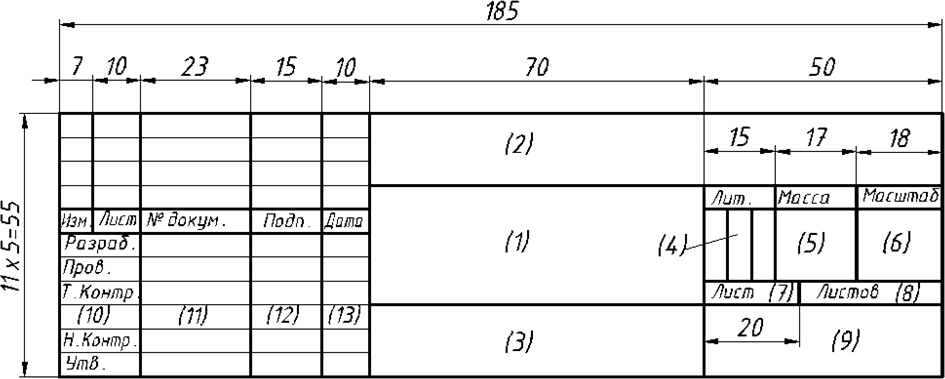 185
7 10 23 15 10 70 50
(2) 15 17 18
Изм Лист № докум. Подп. Дата (1) Лит. Масса Масштаб
11 x 5=55
Разраб. (4) (5) (6)
Пров.
Т.Контр. Лист (7) Листов (8)
(10) (11) (12) (13)
20
Н.Контр. (3) (9)
Утв.